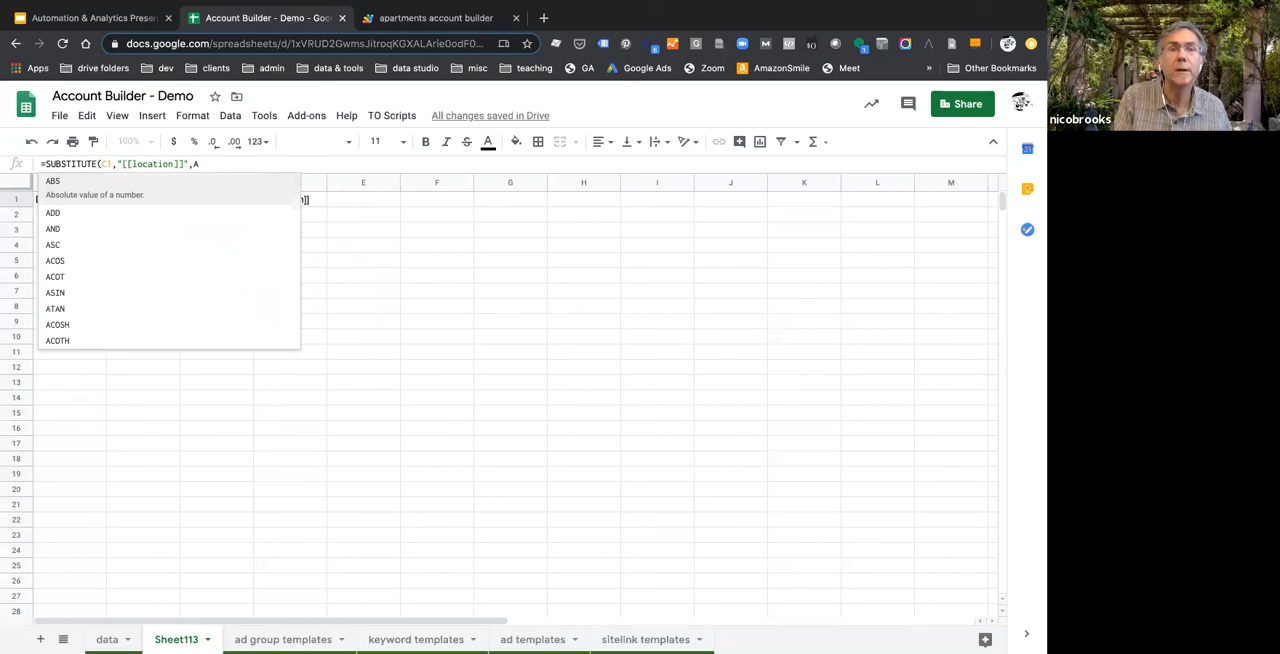 Automation & Analytics Presen
Account Builder - Demo - Goo
apartments account builder
docs.google.com/spreadsheets/d/1xVRUD2GwmsJitroqKGXALArie0odF0...
Apps
drive folders
dev
clients
admin
data & tools
data studio
misc
teaching
GA
Google Ads
Zoom
AmazonSmile
Meet
»
Other Bookmarks
Account Builder - Demo
File Edit View Insert Format Data Tools Add-ons Help TO Scripts All changes saved in Drive
Share
nicobrooks
100% $ % .0 .00 123 11 B I S A
fx =SUBSTITUTE(C1,"[[location]]",A
ABS
Absolute value of a number.
ADD
AND
ASC
ACOS
ACOT
ASIN
ATAN
ACOSH
ACOTH
E F G H I J K L M
1
2
3
4
5
6
7
8
9
10
11
12
13
14
15
16
17
18
19
20
21
22
23
24
25
26
27
28
data Sheet113 ad group templates keyword templates ad templates sitelink templates